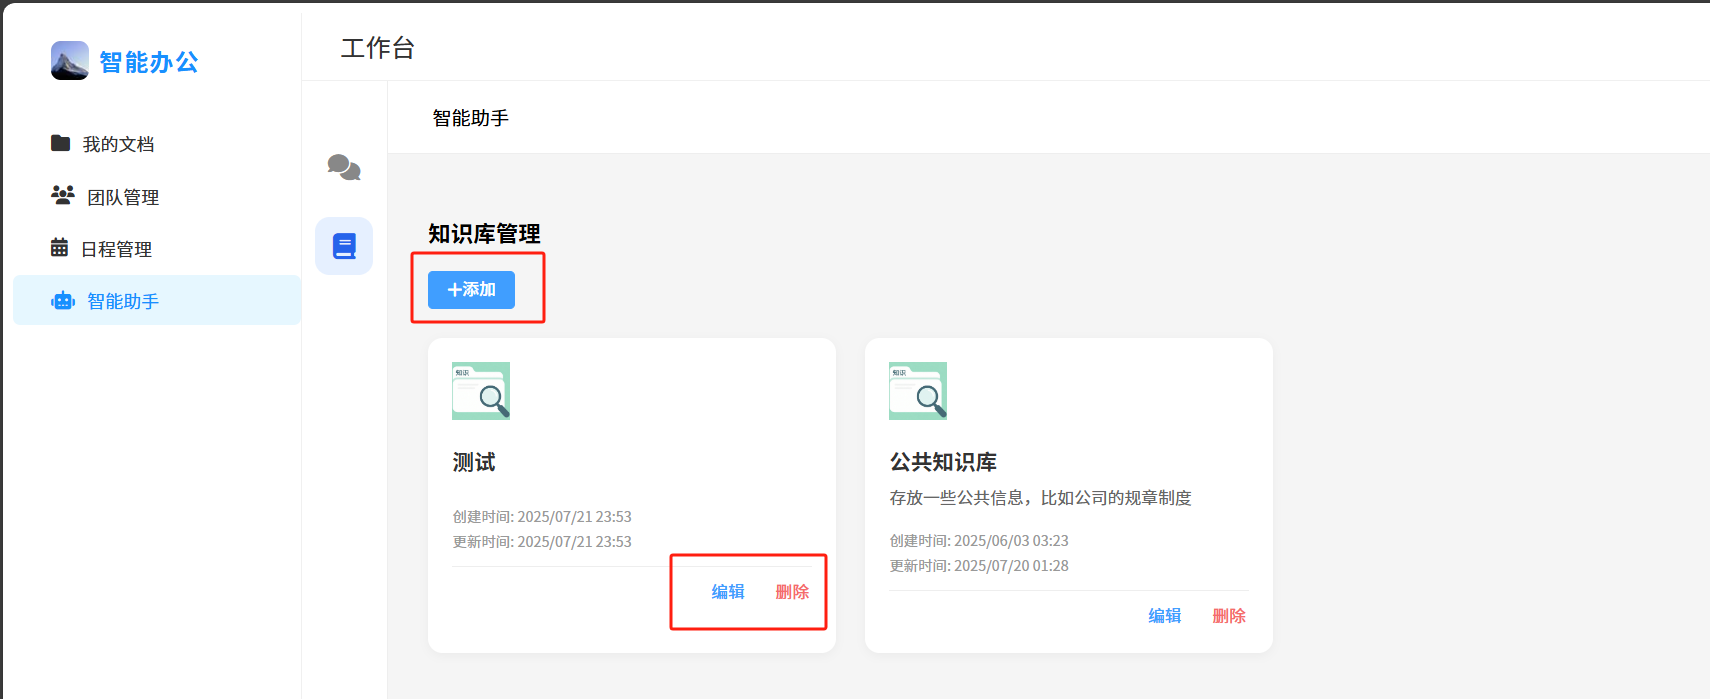 智能办公
我的文档
团队管理
日程管理
智能助手
工作台
智能助手
知识库管理
+添加
知识
测试
创建时间: 2025/07/21 23:53
更新时间: 2025/07/21 23:53
编辑 删除
知识
公共知识库
存放一些公共信息，比如公司的规章制度
创建时间: 2025/06/03 03:23
更新时间: 2025/07/20 01:28
编辑 删除